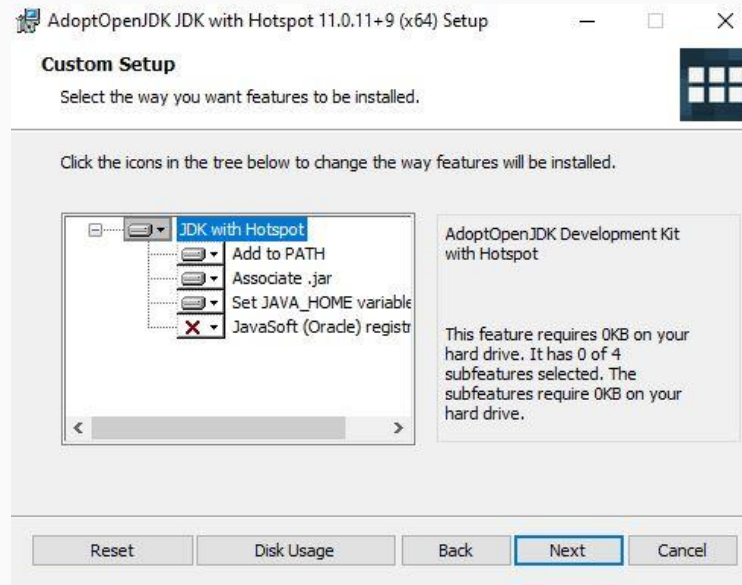 AdoptOpenJDK JDK with Hotspot 11.0.11+9 (x64) Setup
Custom Setup
Select the way you want features to be installed.
Click the icons in the tree below to change the way features will be installed.
JDK with Hotspot
Add to PATH
Associate .jar
Set JAVA_HOME variable
JavaSoft (Oracle) registr
AdoptOpenJDK Development Kit
with Hotspot
This feature requires 0KB on your
hard drive. It has 0 of 4
subfeatures selected. The
subfeatures require 0KB on your
hard drive.
Reset
Disk Usage
Back
Next
Cancel